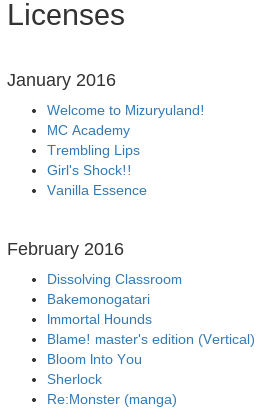 Licenses
January 2016
Welcome to Mizuryuland!
MC Academy
Trembling Lips
Girl's Shock!!
Vanilla Essence
February 2016
Dissolving Classroom
Bakemonogatari
Immortal Hounds
Blame! master's edition (Vertical)
Bloom Into You
Sherlock
Re:Monster (manga)